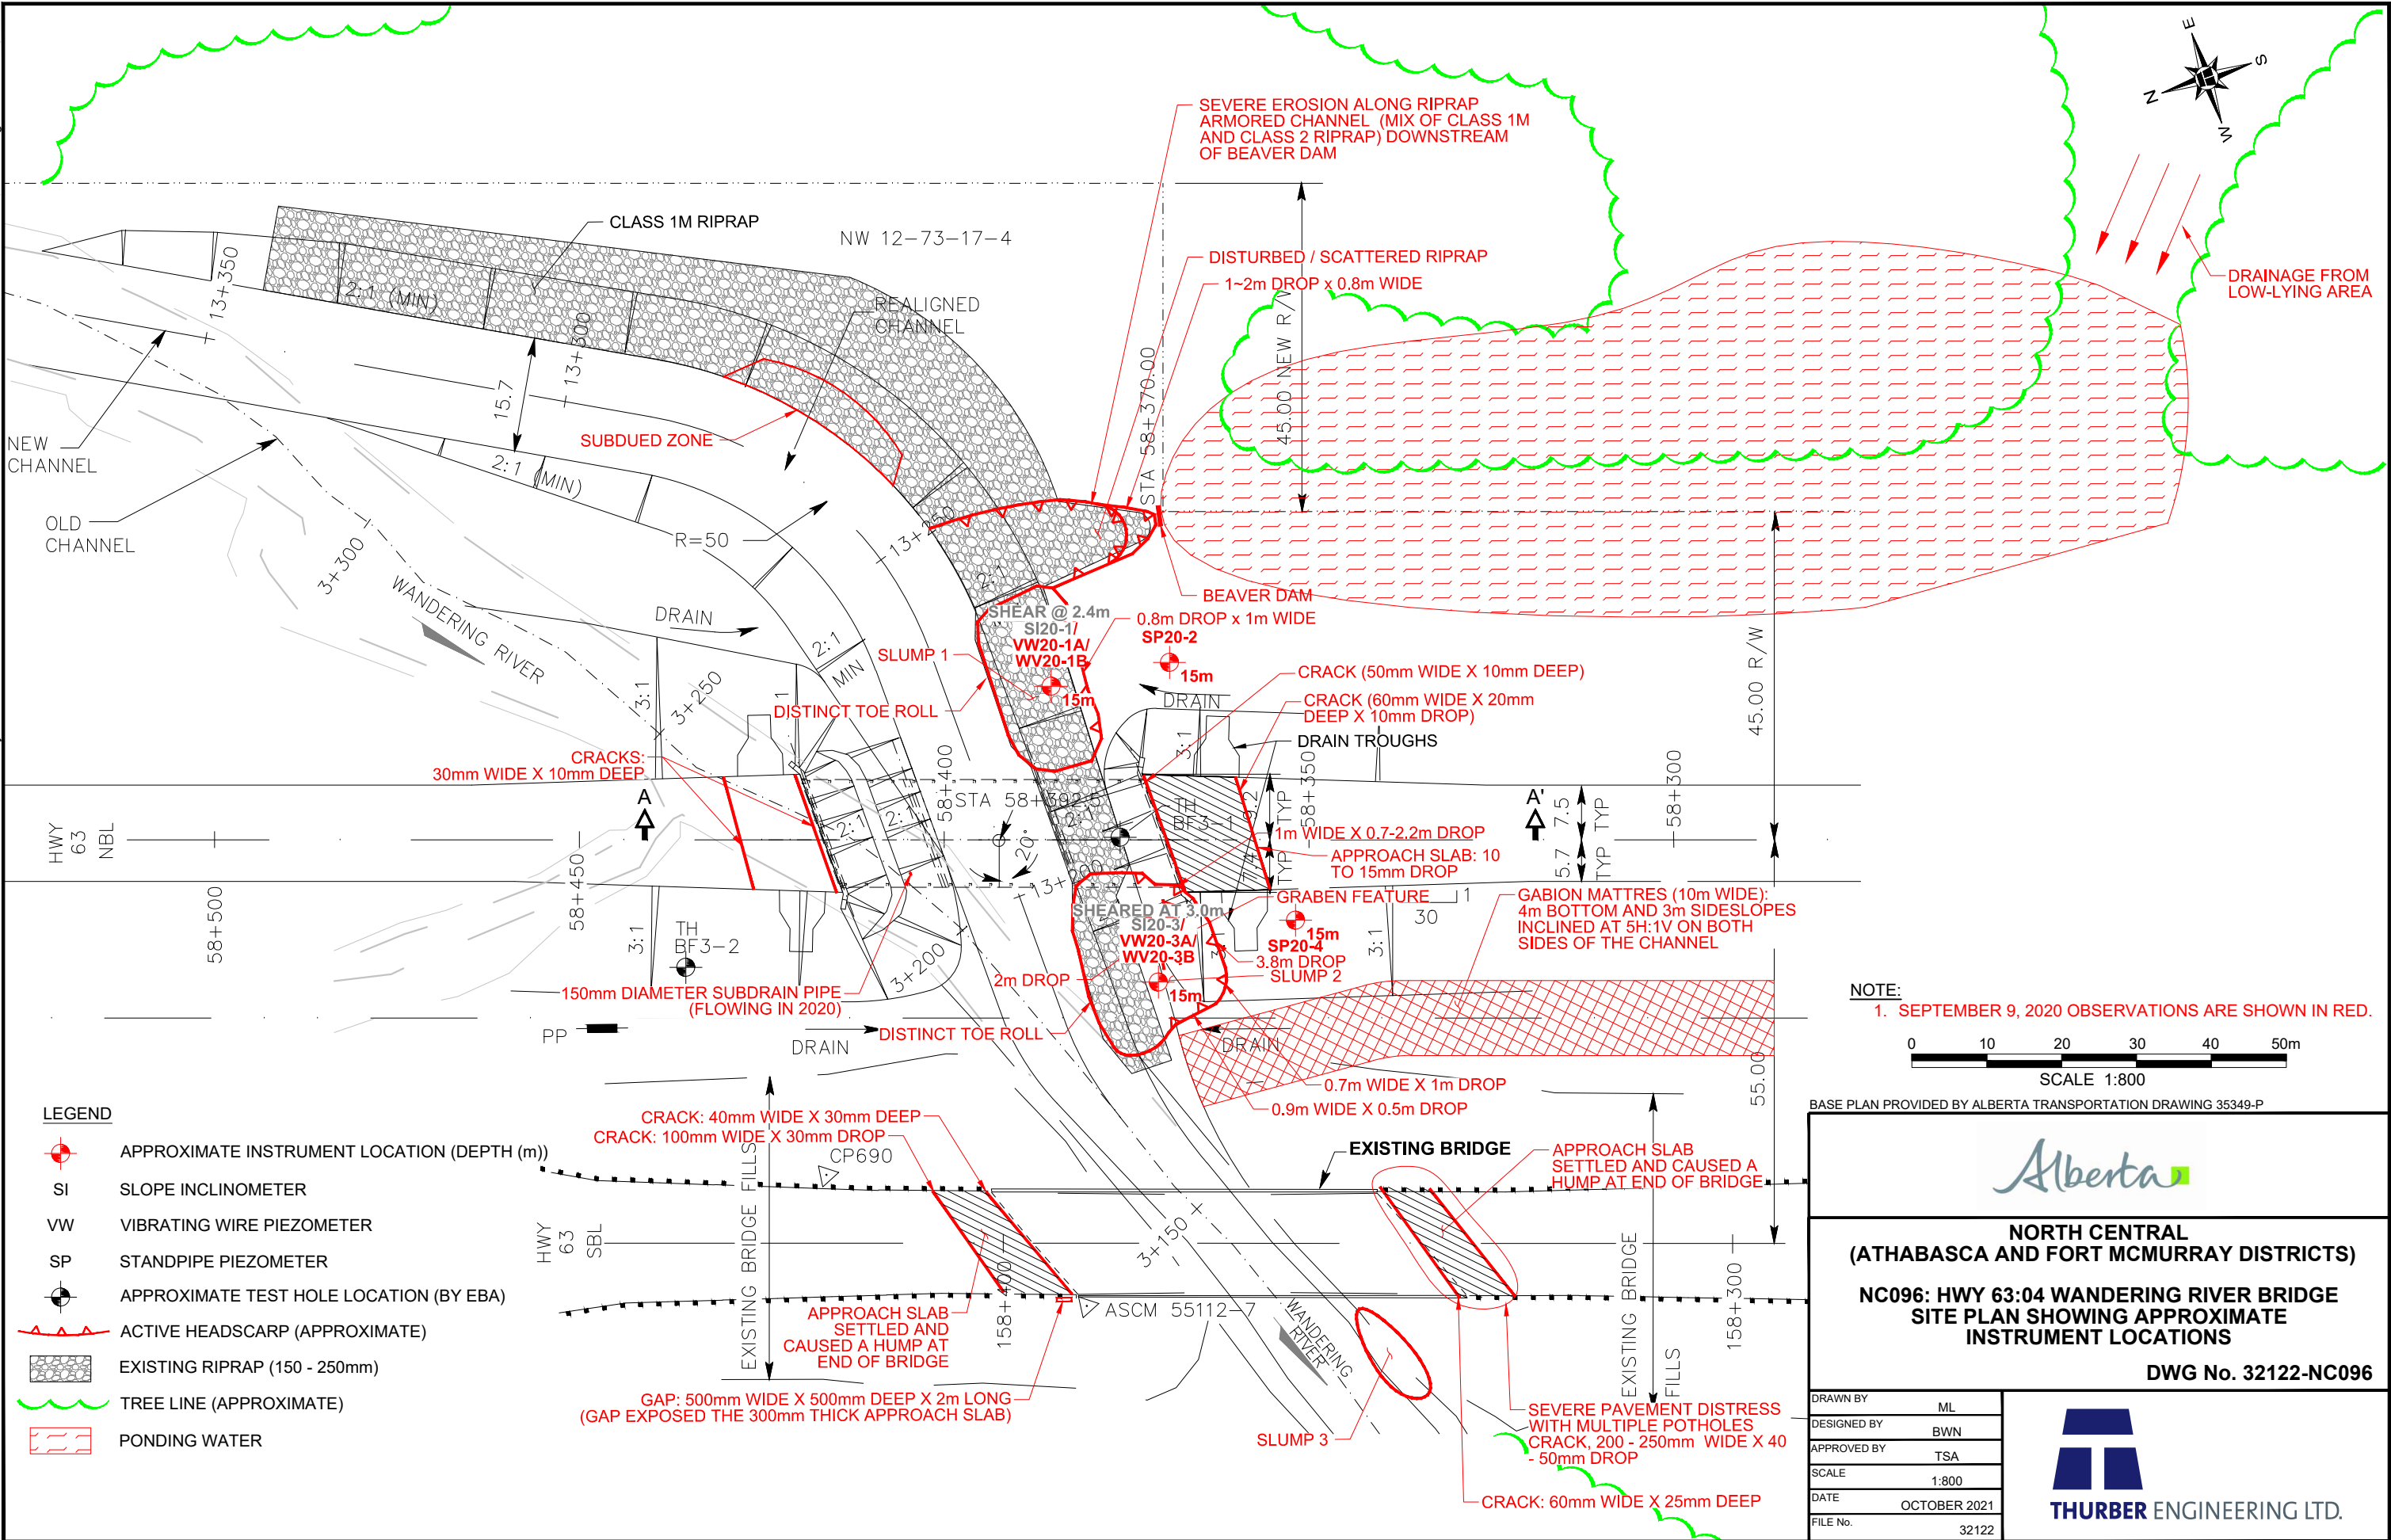 E
S
N
W
SEVERE EROSION ALONG RIPRAP
ARMORED CHANNEL (MIX OF CLASS 1M
AND CLASS 2 RIPRAP) DOWNSTREAM
OF BEAVER DAM
CLASS 1M RIPRAP
NW 12-73-17-4
DISTURBED / SCATTERED RIPRAP
1~2m DROP x 0.8m WIDE
DRAINAGE FROM
LOW-LYING AREA
13+350
2:1 (MIN)
REALIGNED
CHANNEL
13+300
15.7
STA 58+370.00
45.00 NEW R/W
NEW
CHANNEL
SUBDUED ZONE
2:1 (MIN)
OLD
CHANNEL
R=50
13+250
3+300
WANDERING RIVER
2:1
BEAVER DAM
SHEAR @ 2.4m
SI20-1/
VW20-1A/
WV20-1B
15m
0.8m DROP x 1m WIDE
SP20-2
15m
DRAIN
2:1
MIN
SLUMP 1
45.00 R/W
3:1
3+250
:1
DISTINCT TOE ROLL
DRAIN
CRACK (50mm WIDE X 10mm DEEP)
CRACK (60mm WIDE X 20mm
DEEP X 10mm DROP)
DRAIN TROUGHS
3:1
CRACKS:
30mm WIDE X 10mm DEEP
A
58+400
STA 58+392.5
9.2
TYP
58+350
A'
7.5
TYP
58+300
HWY
63
NBL
2:1
2:1
2:1
TH
BF3-1
20°
1m WIDE X 0.7-2.2m DROP
APPROACH SLAB: 10
TO 15mm DROP
7.4
TYP
5.7
TYP
58+500
58+450
13+200
GRABEN FEATURE
1
30
GABION MATTRES (10m WIDE):
4m BOTTOM AND 3m SIDESLOPES
INCLINED AT 5H:1V ON BOTH
SIDES OF THE CHANNEL
SHEARED AT 3.0m
SI20-3/
VW20-3A/
WV20-3B
15m
3:1
TH
BF3-2
3:1
3:1
15m
SP20-4
3.8m DROP
SLUMP 2
3+200
2m DROP
150mm DIAMETER SUBDRAIN PIPE
(FLOWING IN 2020)
NOTE:
1. SEPTEMBER 9, 2020 OBSERVATIONS ARE SHOWN IN RED.
PP
DRAIN
DISTINCT TOE ROLL
DRAIN
0 10 20 30 40 50m
SCALE 1:800
55.00
0.7m WIDE X 1m DROP
0.9m WIDE X 0.5m DROP
BASE PLAN PROVIDED BY ALBERTA TRANSPORTATION DRAWING 35349-P
LEGEND
APPROXIMATE INSTRUMENT LOCATION (DEPTH (m))
SI SLOPE INCLINOMETER
VW VIBRATING WIRE PIEZOMETER
SP STANDPIPE PIEZOMETER
APPROXIMATE TEST HOLE LOCATION (BY EBA)
ACTIVE HEADSCARP (APPROXIMATE)
EXISTING RIPRAP (150 - 250mm)
TREE LINE (APPROXIMATE)
PONDING WATER
CRACK: 40mm WIDE X 30mm DEEP
CRACK: 100mm WIDE X 30mm DROP
CP690
EXISTING BRIDGE FILLS
EXISTING BRIDGE
APPROACH SLAB
SETTLED AND CAUSED A
HUMP AT END OF BRIDGE
HWY
63
SBL
3+150
158+400
158+300
EXISTING BRIDGE
FILLS
APPROACH SLAB
SETTLED AND
CAUSED A HUMP AT
END OF BRIDGE
ASCM 55112-7
WANDERING
RIVER
GAP: 500mm WIDE X 500mm DEEP X 2m LONG
(GAP EXPOSED THE 300mm THICK APPROACH SLAB)
SLUMP 3
SEVERE PAVEMENT DISTRESS
WITH MULTIPLE POTHOLES
CRACK, 200 - 250mm WIDE X 40
- 50mm DROP
CRACK: 60mm WIDE X 25mm DEEP
Alberta
NORTH CENTRAL
(ATHABASCA AND FORT MCMURRAY DISTRICTS)
NC096: HWY 63:04 WANDERING RIVER BRIDGE
SITE PLAN SHOWING APPROXIMATE
INSTRUMENT LOCATIONS
DWG No. 32122-NC096
DRAWN BY ML
DESIGNED BY BWN
APPROVED BY TSA
SCALE 1:800
DATE OCTOBER 2021
FILE No. 32122
THURBER ENGINEERING LTD.